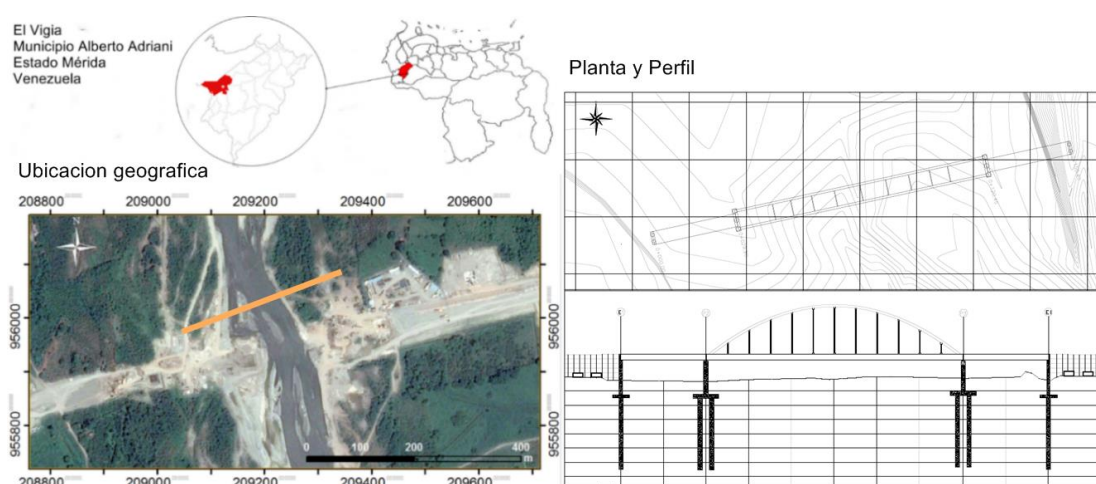 El Vigia
Municipio Alberto Adriani
Estado Mérida
Venezuela
Planta y Perfil
Ubicacion geografica
208800 209000 209200 209400 209600
956000 956000
955800 955800
0 100 200 400
m
208800 209000 209200 209400 209600